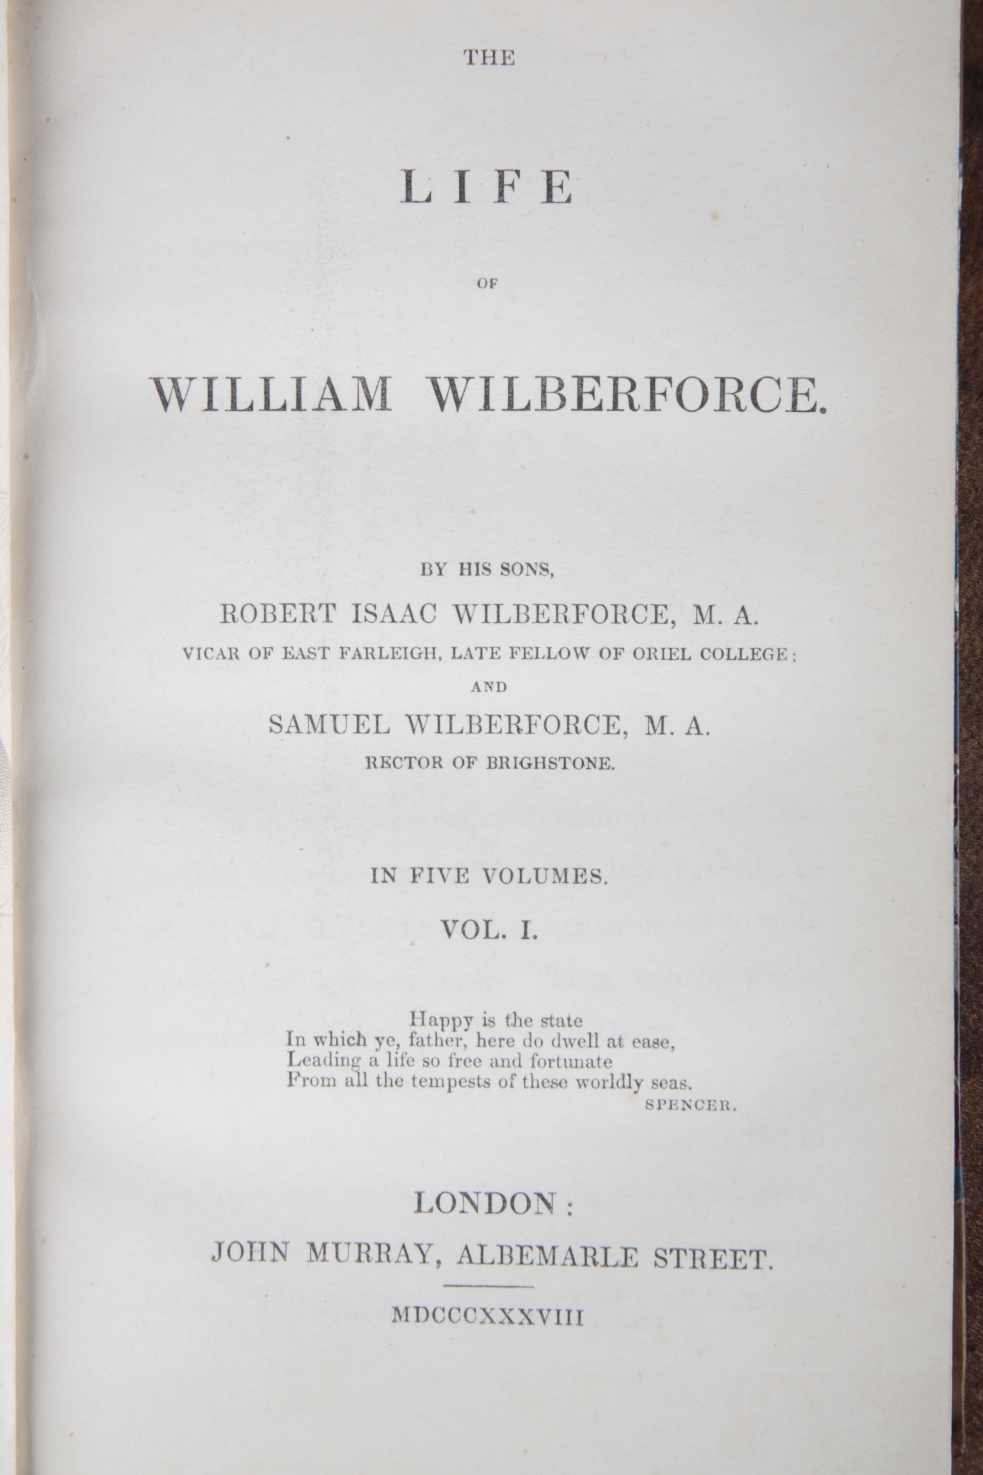 THE
LIFE
OF
WILLIAM WILBERFORCE.
BY HIS SONS,
ROBERT ISAAC WILBERFORCE, M. A.
VICAR OF EAST FARLEIGH, LATE FELLOW OF ORIEL COLLEGE;
AND
SAMUEL WILBERFORCE, M. A.
RECTOR OF BRIGHSTONE.
IN FIVE VOLUMES.
VOL. I.
Happy is the state
In which ye, father, here do dwell at ease,
Leading a life so free and fortunate
From all the tempests of these worldly seas.
SPENCER.
LONDON:
JOHN MURRAY, ALBEMARLE STREET.
MDCCCXXXVIII